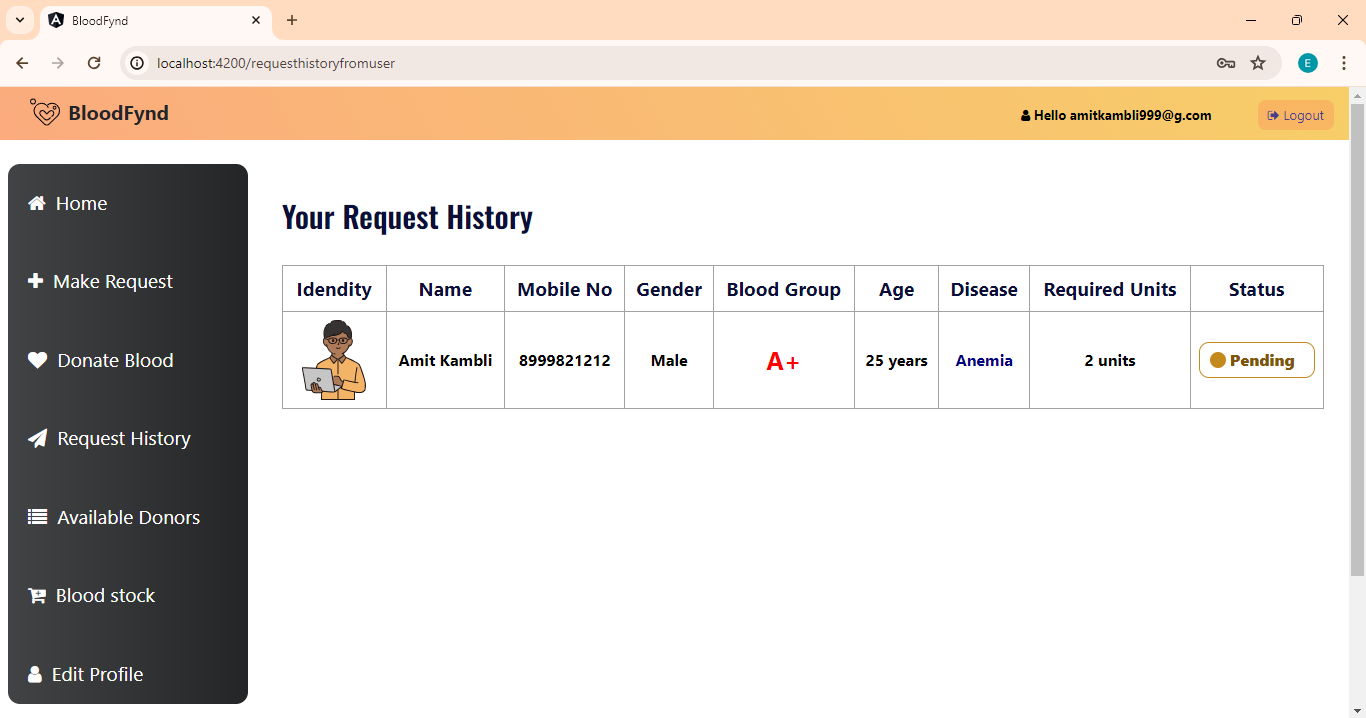 BloodFynd
localhost:4200/requesthistoryfromuser
E
BloodFynd
Hello amitkambli999@g.com
Logout
Home
Make Request
Donate Blood
Request History
Available Donors
Blood stock
Edit Profile
Your Request History
Idendity Name Mobile No Gender Blood Group Age Disease Required Units Status
Amit Kambli 8999821212 Male A+ 25 years Anemia 2 units Pending